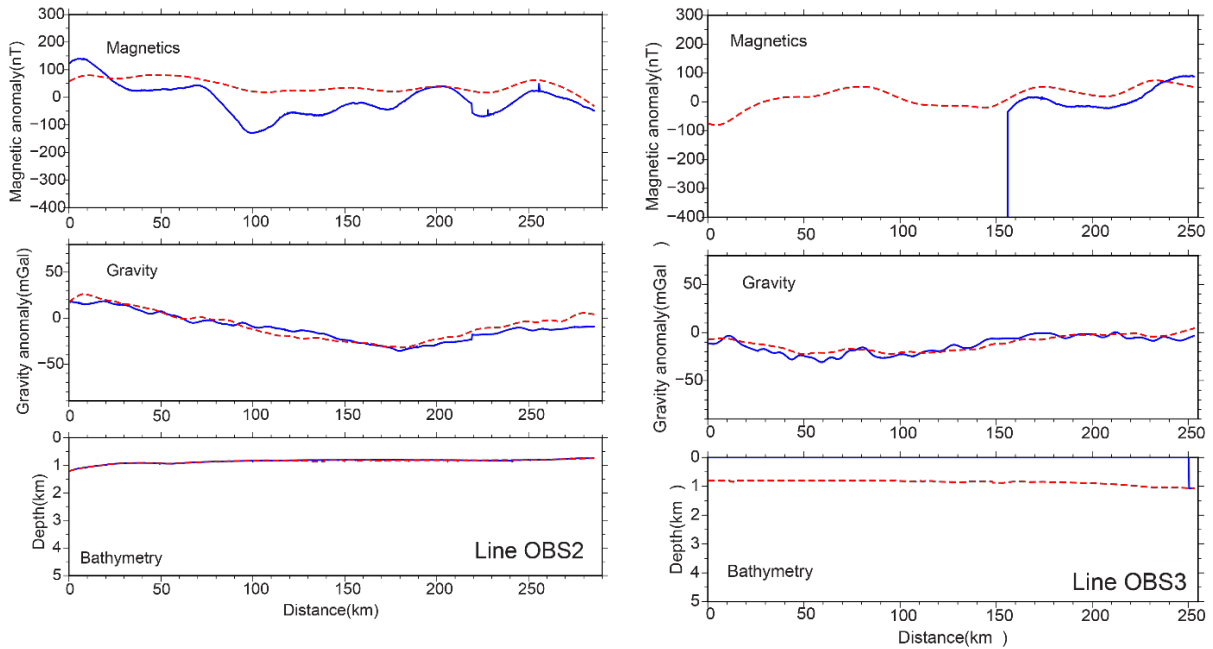 300
200
100
0
−100
−200
−300
−400
Magnetic anomaly(nT)
Magnetics
0 50 100 150 200 250
50
0
−50
Gravity anomaly(mGal)
Gravity
0 50 100 150 200 250
0
1
2
3
4
5
Depth(km)
Bathymetry
Line OBS2
0 50 100 150 200 250
Distance(km)
300
200
100
0
−100
−200
−300
−400
Magnetic anomaly(nT)
Magnetics
0 50 100 150 200 250
50
0
−50
Gravity anomaly(mGal )
Gravity
0 50 100 150 200 250
0
1
2
3
4
5
Depth(km )
Bathymetry
Line OBS3
0 50 100 150 200 250
Distance(km )